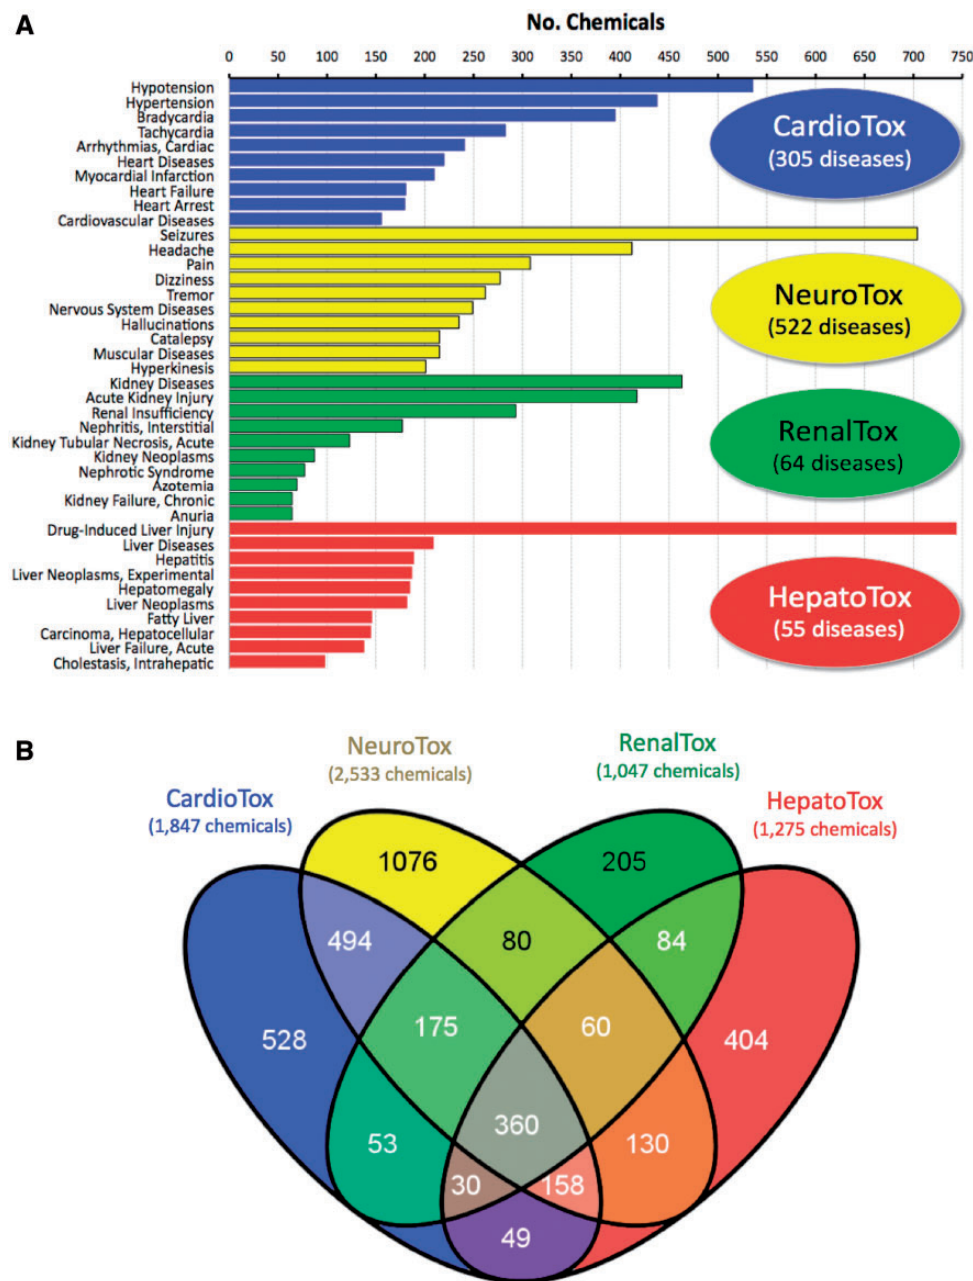 A
No. Chemicals
0 50 100 150 200 250 300 350 400 450 500 550 600 650 700 750
Hypotension
Hypertension
Bradycardia
Tachycardia
Arrhythmias, Cardiac
Heart Diseases
Myocardial Infarction
Heart Failure
Heart Arrest
Cardiovascular Diseases
CardioTox
(305 diseases)
Seizures
Headache
Pain
Dizziness
Tremor
Nervous System Diseases
Hallucinations
Catalepsy
Muscular Diseases
Hyperkinesis
NeuroTox
(522 diseases)
Kidney Diseases
Acute Kidney Injury
Renal Insufficiency
Nephritis, Interstitial
Kidney Tubular Necrosis, Acute
Kidney Neoplasms
Nephrotic Syndrome
Azotemia
Kidney Failure, Chronic
Anuria
RenalTox
(64 diseases)
Drug-Induced Liver Injury
Liver Diseases
Hepatitis
Liver Neoplasms, Experimental
Hepatomegaly
Liver Neoplasms
Fatty Liver
Carcinoma, Hepatocellular
Liver Failure, Acute
Cholestasis, Intrahepatic
HepatoTox
(55 diseases)
B
NeuroTox
(2,533 chemicals)
RenalTox
(1,047 chemicals)
CardioTox
(1,847 chemicals)
HepatoTox
(1,275 chemicals)
1076
205
494
80
84
528
175
60
404
53
360
130
30
158
49